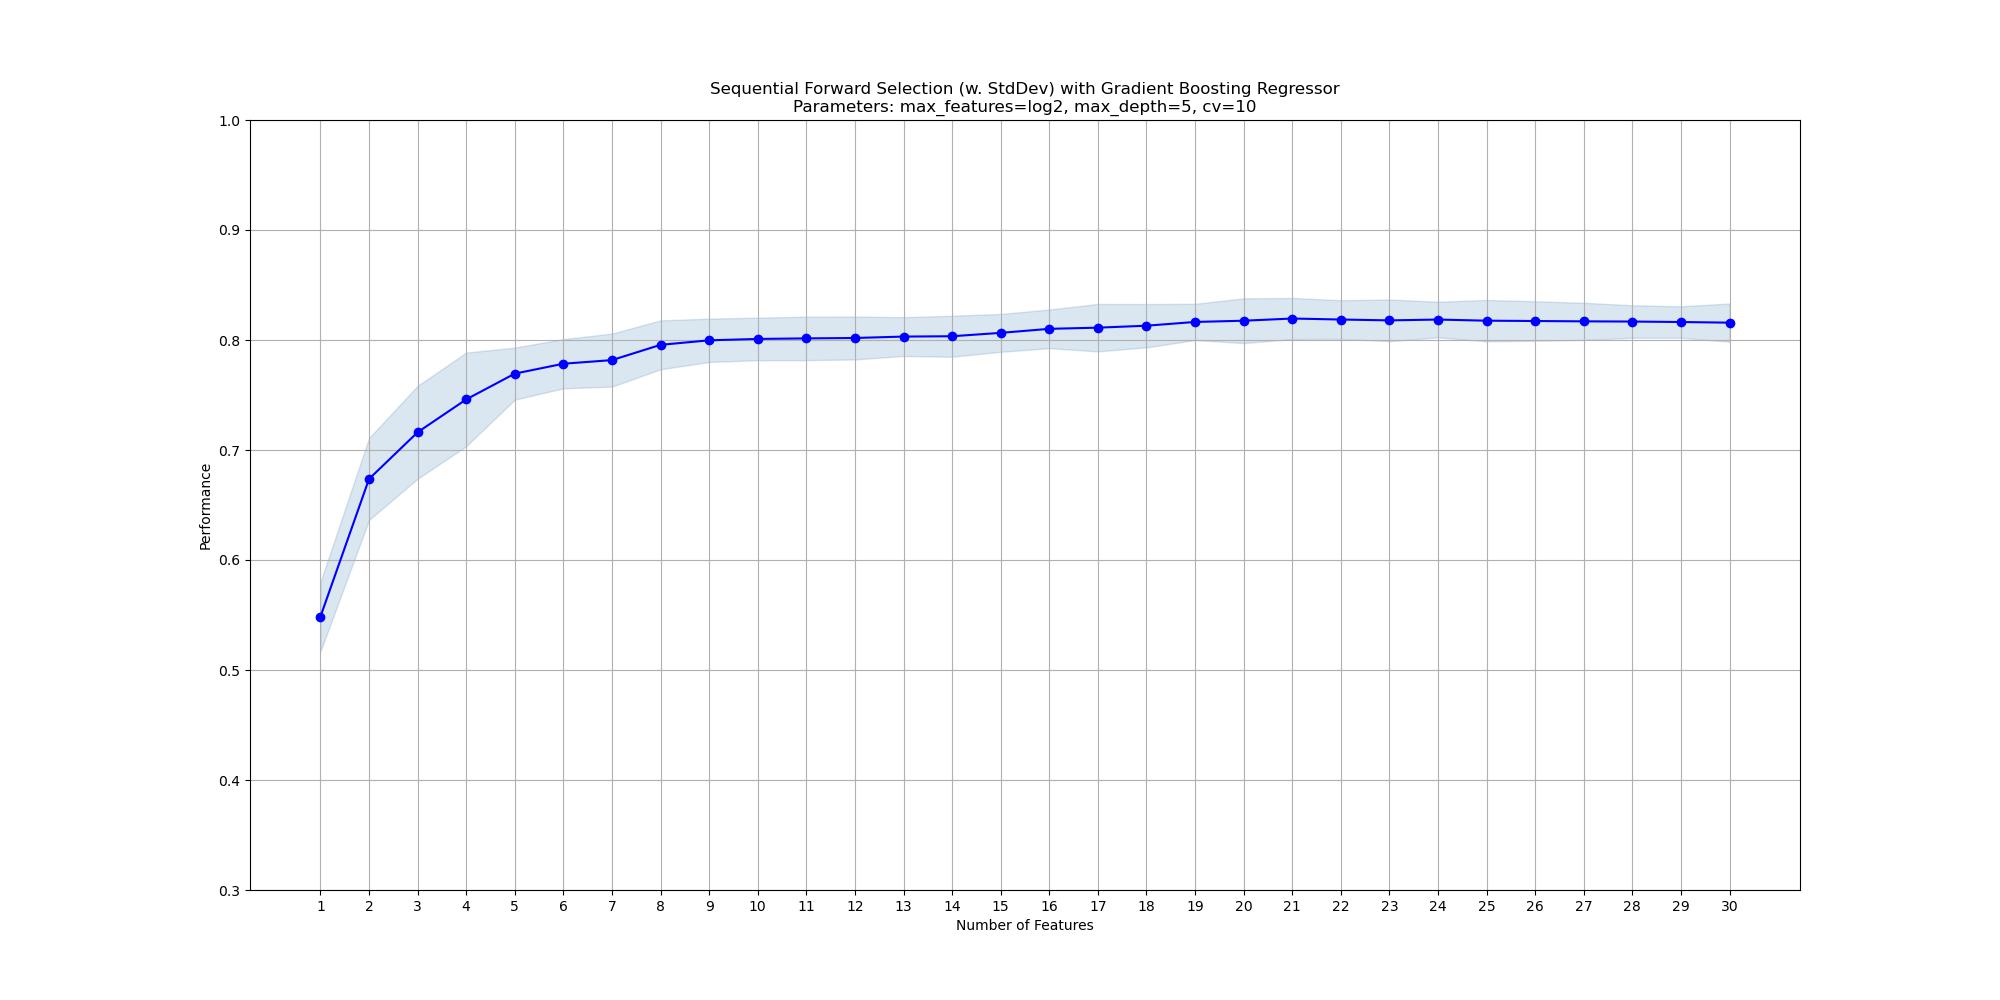 Sequential Forward Selection (w. StdDev) with Gradient Boosting Regressor
Parameters: max_features=log2, max_depth=5, cv=10
1.0
0.9
0.8
0.7
0.6
0.5
0.4
0.3
Performance
1 2 3 4 5 6 7 8 9 10 11 12 13 14 15 16 17 18 19 20 21 22 23 24 25 26 27 28 29 30
Number of Features